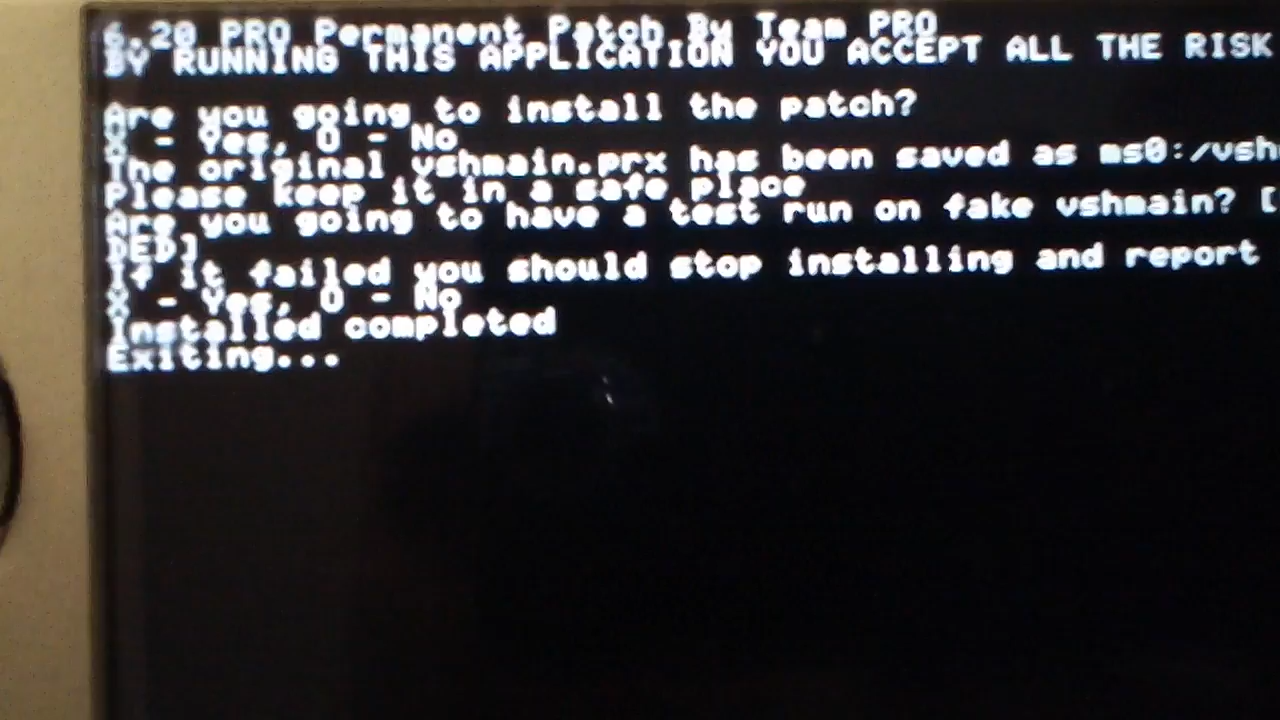 6.20 PRO Permanent Patch By Team PRO
BY RUNNING THIS APPLICATION YOU ACCEPT ALL THE RISK
Are you going to install the patch?
X - Yes, O - No
The original vshmain.prx has been saved as ms0:/vsh
Please keep it in a safe place
Are you going to have a test run on fake vshmain? [
DED]
If it failed you should stop installing and report
X - Yes, O - No
Installed completed
Exiting...